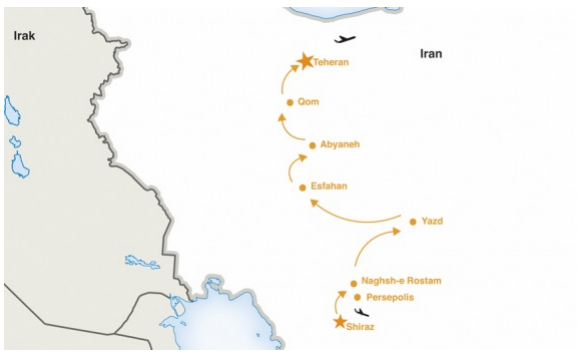 Irak
Iran
Teheran
Qom
Abyaneh
Esfahan
Yazd
Naghsh-e Rostam
Persepolis
Shiraz